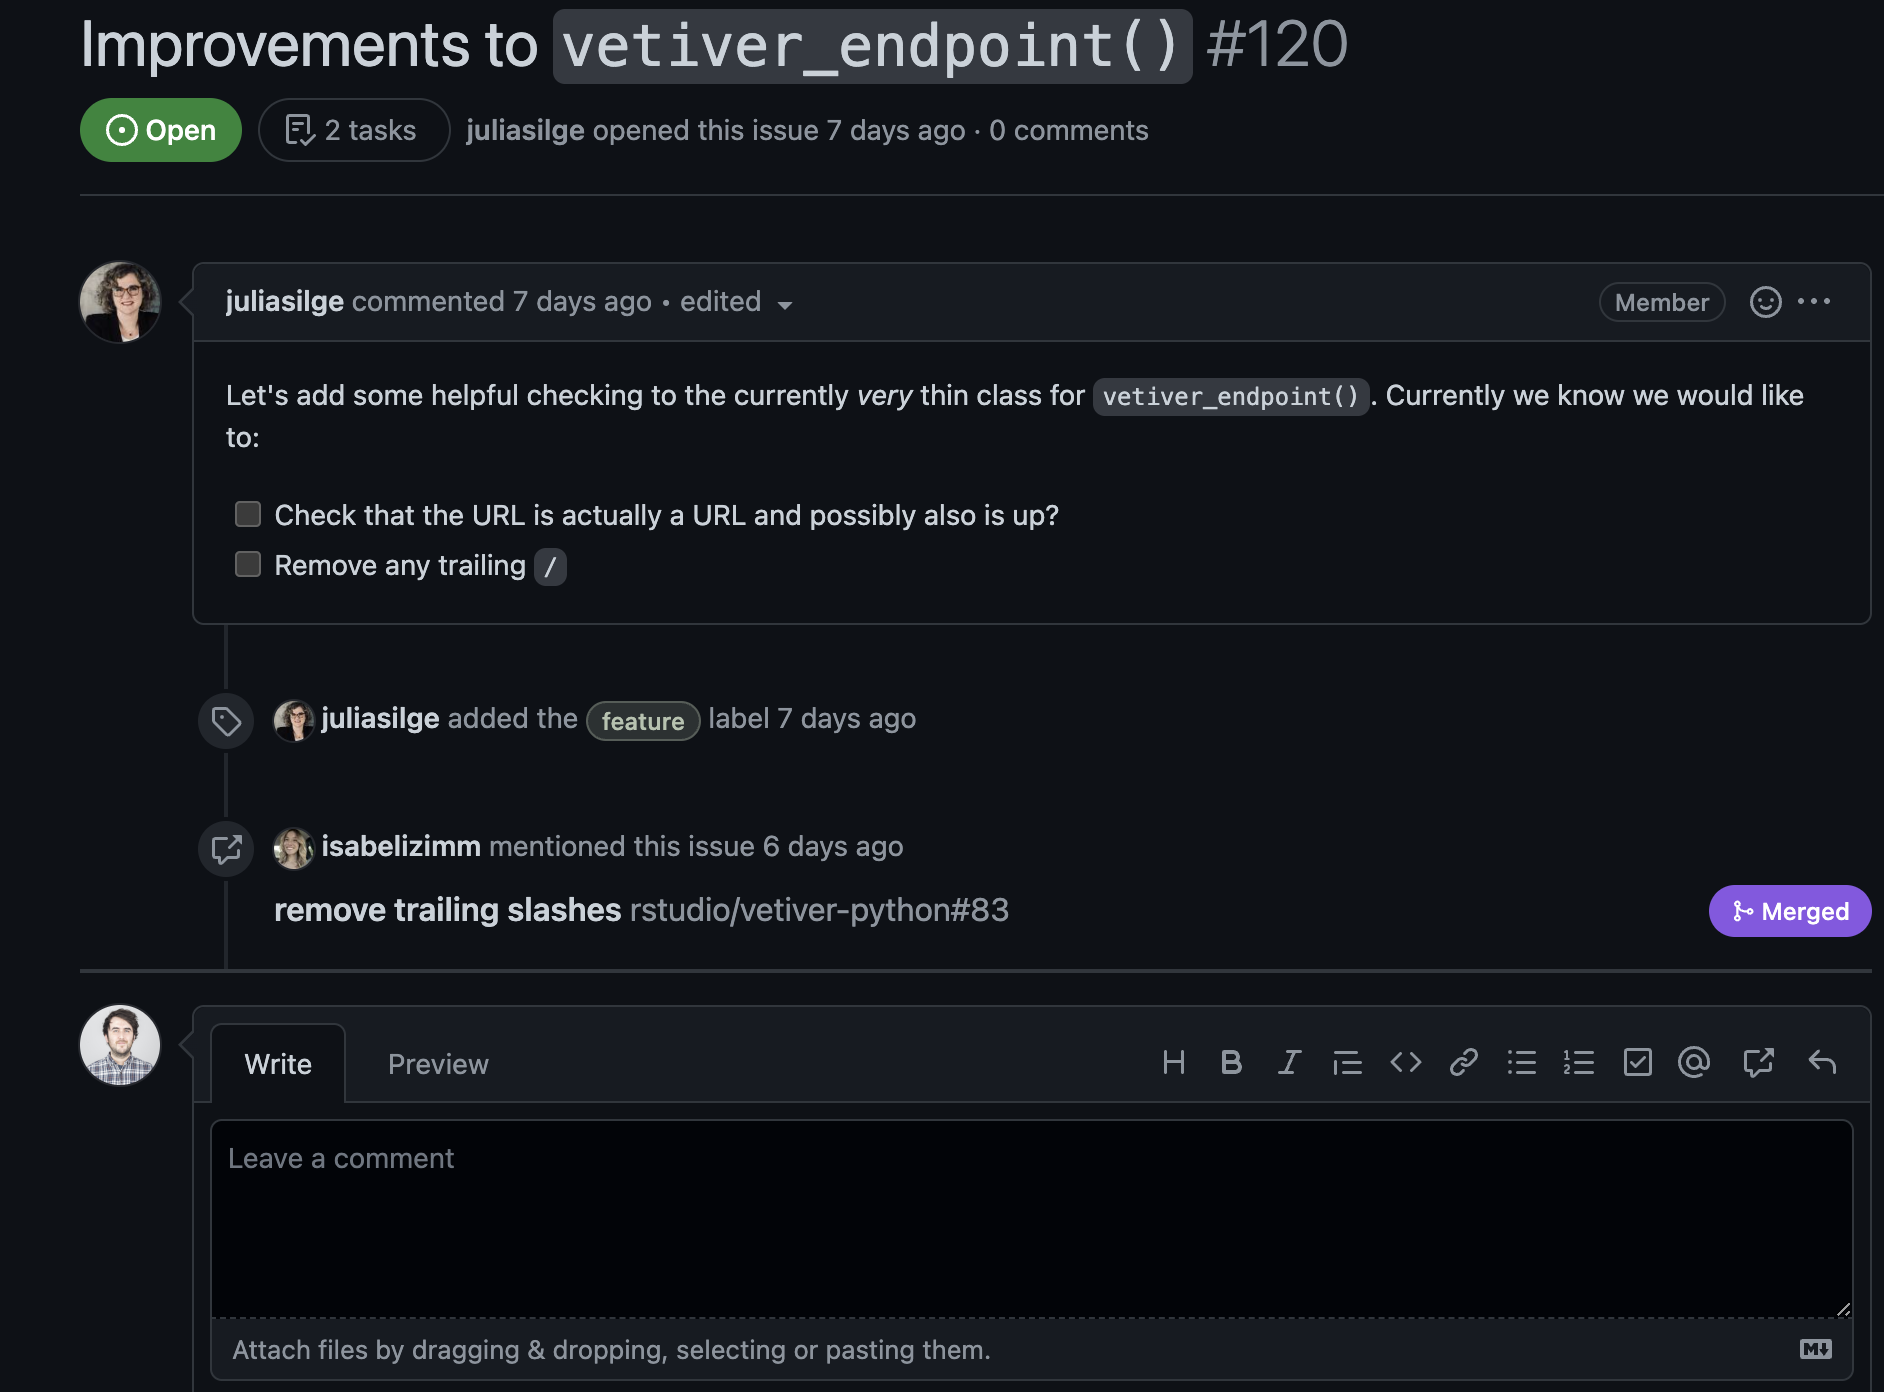 Improvements to vetiver_endpoint() #120
Open 2 tasks juliasilge opened this issue 7 days ago · 0 comments
juliasilge commented 7 days ago • edited Member
Let's add some helpful checking to the currently very thin class for vetiver_endpoint(). Currently we know we would like
to:
Check that the URL is actually a URL and possibly also is up?
Remove any trailing /
juliasilge added the feature label 7 days ago
isabelizimm mentioned this issue 6 days ago
remove trailing slashes rstudio/vetiver-python#83 Merged
Write Preview
Leave a comment
Attach files by dragging & dropping, selecting or pasting them.